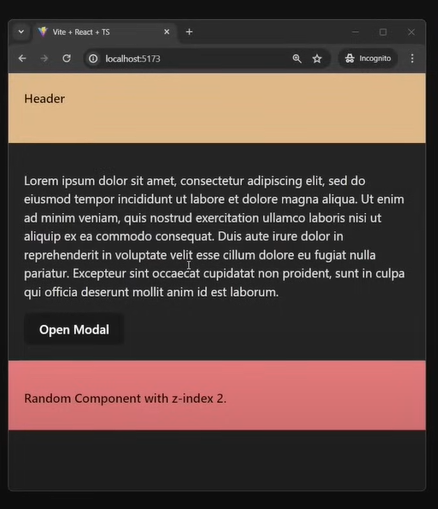 Vite + React + TS
localhost:5173
Incognito
Header
Lorem ipsum dolor sit amet, consectetur adipiscing elit, sed do
eiusmod tempor incididunt ut labore et dolore magna aliqua. Ut enim
ad minim veniam, quis nostrud exercitation ullamco laboris nisi ut
aliquip ex ea commodo consequat. Duis aute irure dolor in
reprehenderit in voluptate velit esse cillum dolore eu fugiat nulla
pariatur. Excepteur sint occaecat cupidatat non proident, sunt in culpa
qui officia deserunt mollit anim id est laborum.
Open Modal
Random Component with z-index 2.